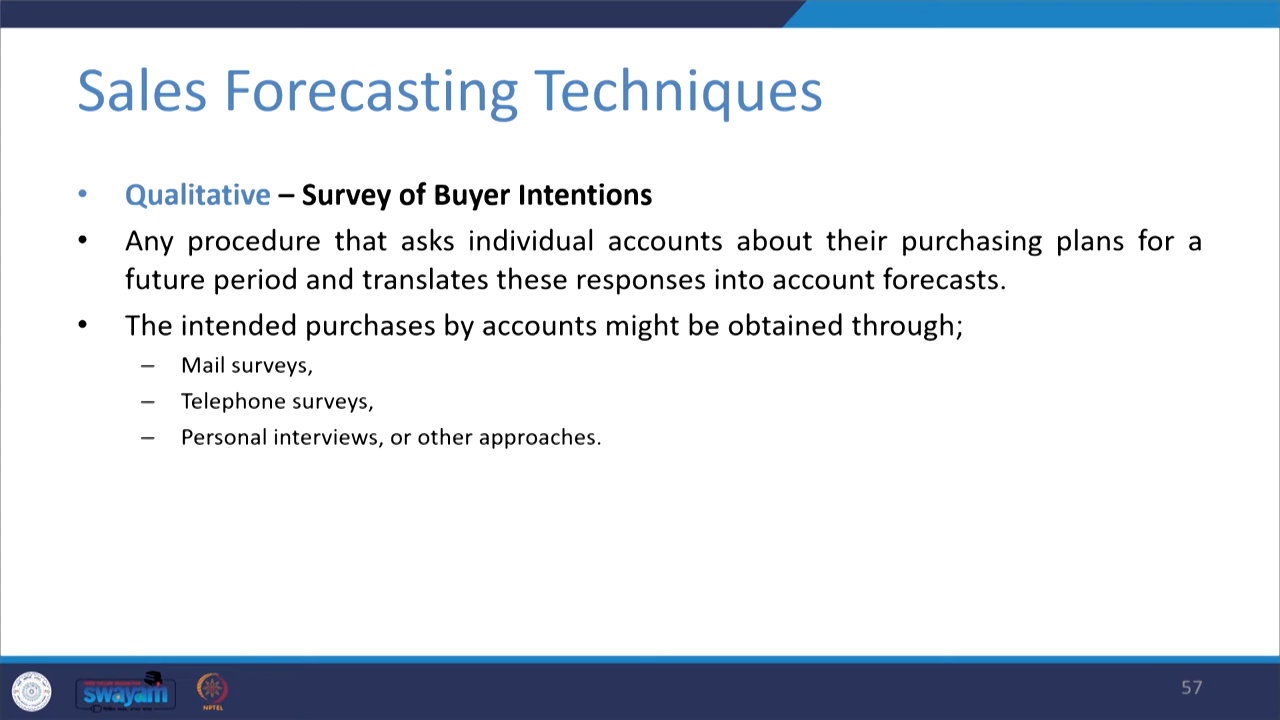 Sales Forecasting Techniques
• Qualitative – Survey of Buyer Intentions
• Any procedure that asks individual accounts about their purchasing plans for a
future period and translates these responses into account forecasts.
• The intended purchases by accounts might be obtained through;
– Mail surveys,
– Telephone surveys,
– Personal interviews, or other approaches.
swayam
NPTEL
57